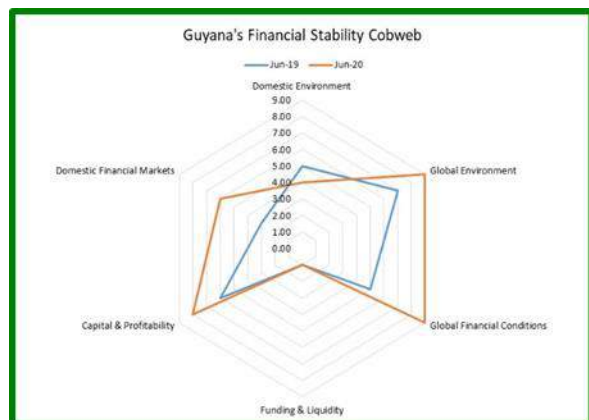 Guyana's Financial Stability Cobweb
Jun-19 Jun-20
Domestic Environment
9.00
8.00
7.00
6.00
5.00
4.00
3.00
2.00
1.00
0.00
Domestic Financial Markets
Global Environment
Capital & Profitability
Global Financial Conditions
Funding & Liquidity